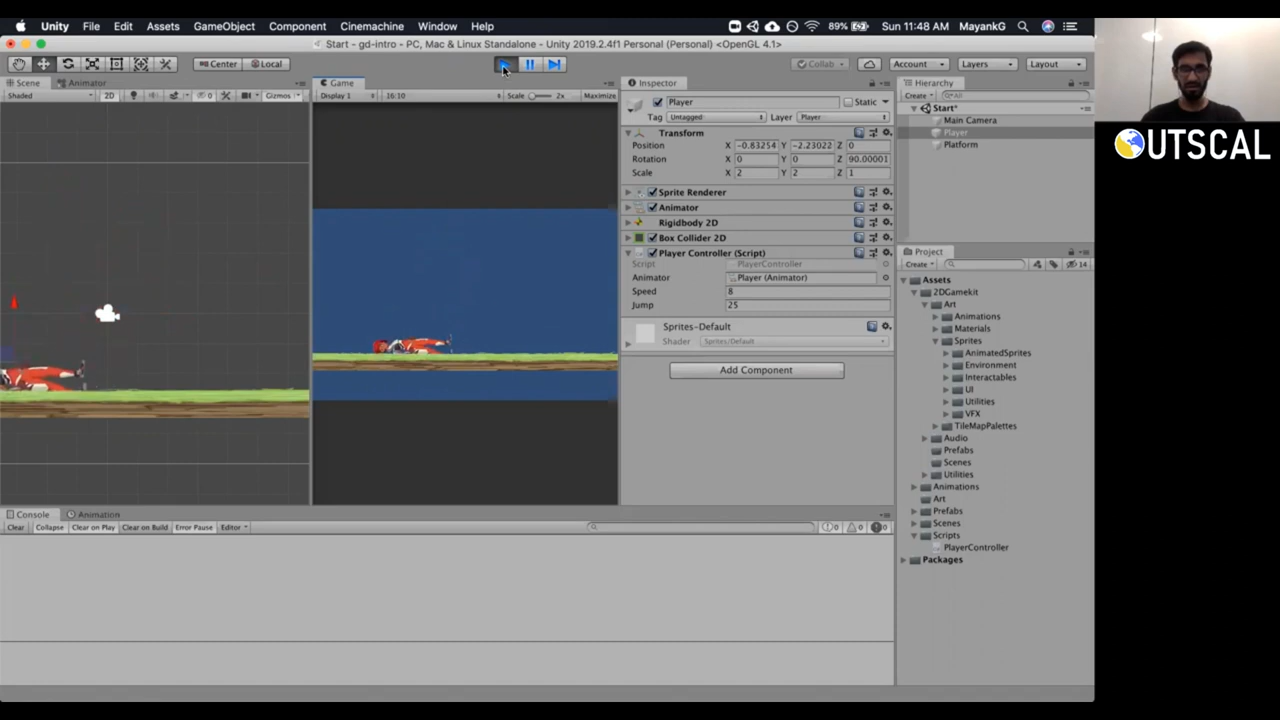 Unity File Edit Assets GameObject Component Cinemachine Window Help 89% Sun 11:48 AM MayankG
Start - gd-intro - PC, Mac & Linux Standalone - Unity 2019.2.4f1 Personal (Personal) <OpenGL 4.1>
Center Local Collab Account Layers Layout
Scene Animator Game Inspector Hierarchy
Shaded 2D 0 Gizmos Display 1 16:10 Scale 2x Maximize
Create All
Player Static
Tag Untagged Layer Player
Start*
Main Camera
Player
Platform
Transform
Position X -0.83254 Y -2.23022 Z 0
Rotation X 0 Y 0 Z 90.00001
Scale X 2 Y 2 Z 1
Sprite Renderer
Animator
Rigidbody 2D
Box Collider 2D
Player Controller (Script)
Script PlayerController
Animator Player (Animator)
Speed 8
Jump 25
Sprites-Default
Shader Sprites/Default
Add Component
Project
Create 14
Assets
2DGamekit
Art
Animations
Materials
Sprites
AnimatedSprites
Environment
Interactables
UI
Utilities
VFX
TileMapPalettes
Audio
Prefabs
Scenes
Utilities
Animations
Art
Prefabs
Scenes
Scripts
PlayerController
Packages
Console Animation
Clear Collapse Clear on Play Clear on Build Error Pause Editor 0 0 0
OUTSCAL